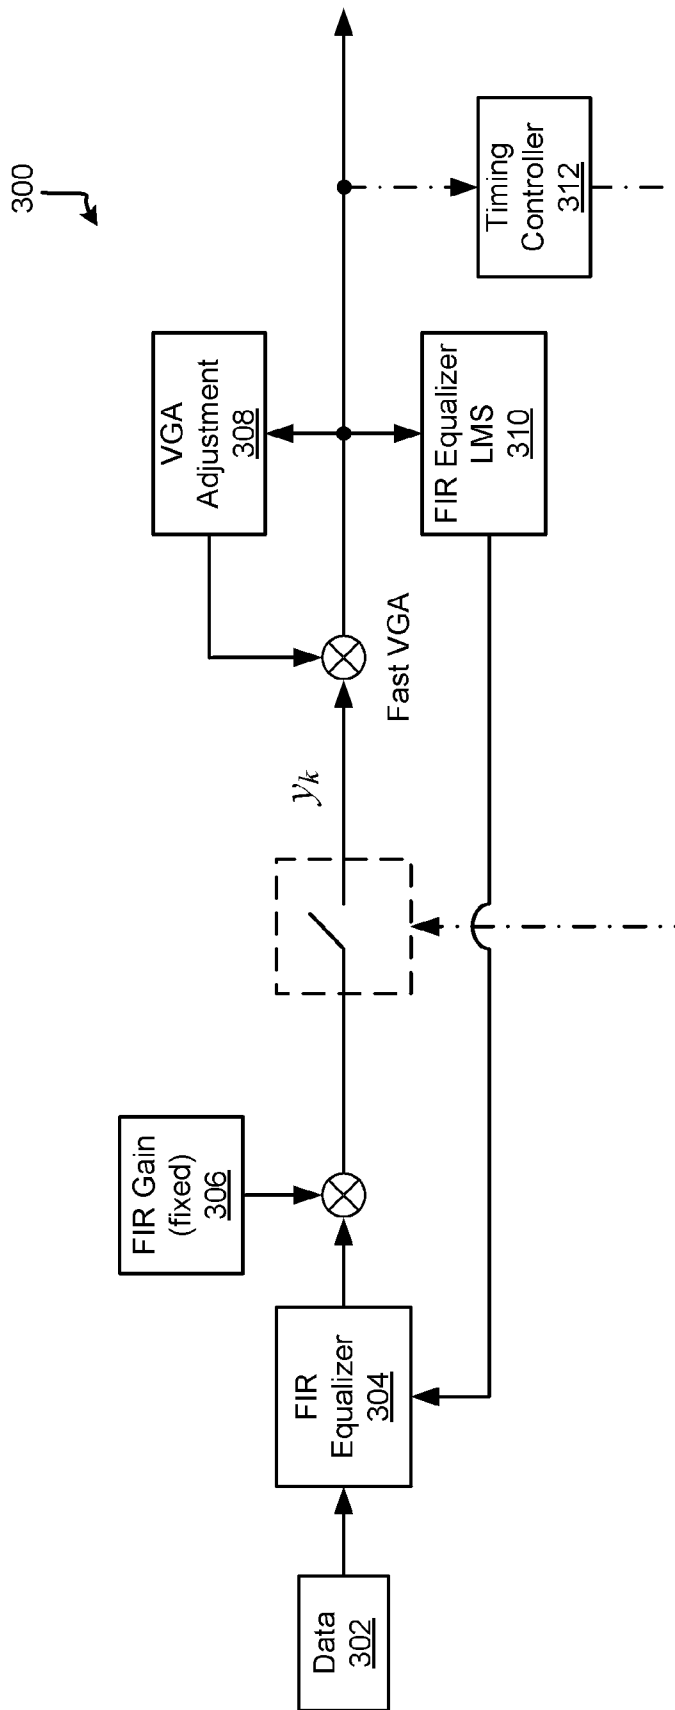 300
Data
302
FIR
Equalizer
304
FIR Gain
(fixed)
306
y_k
Fast VGA
VGA
Adjustment
308
FIR Equalizer
LMS
310
Timing
Controller
312